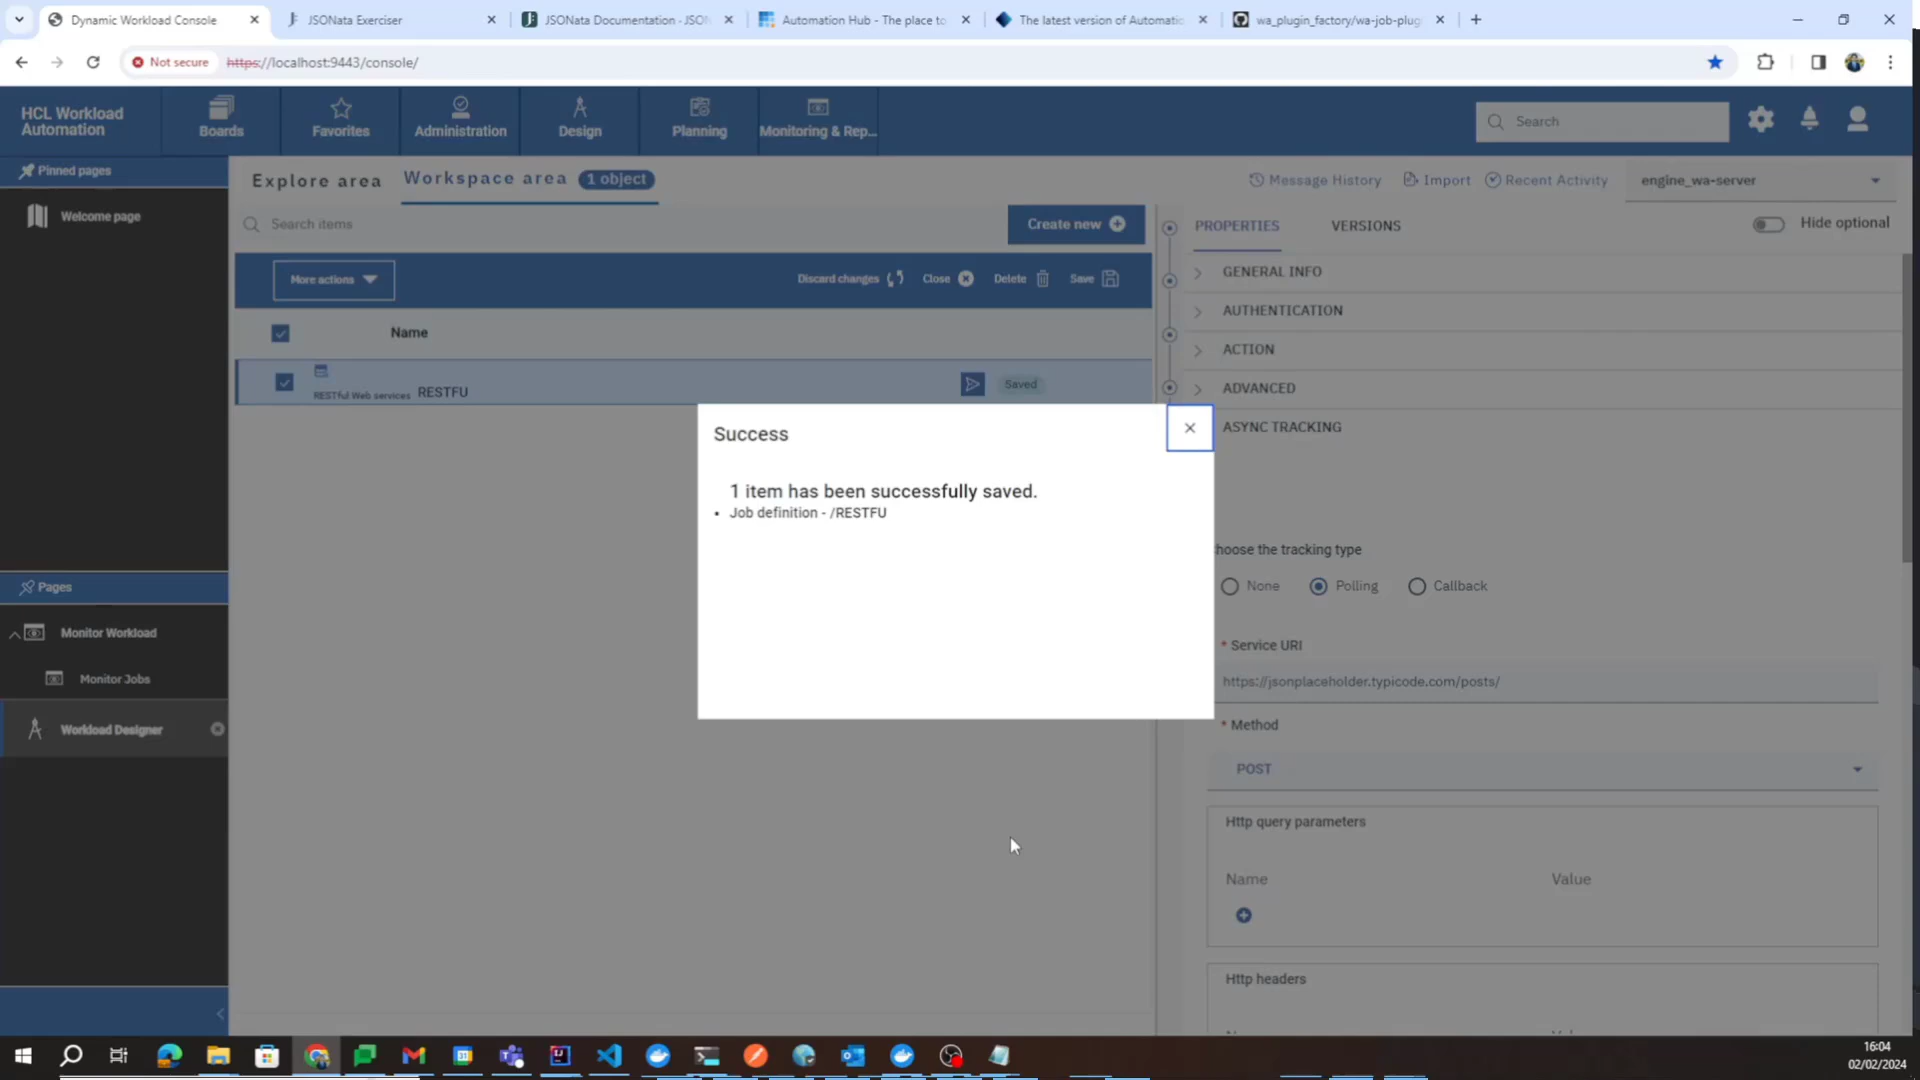 Dynamic Workload Console
JSONata Exerciser
JSONata Documentation - JSON
Automation Hub - The place to
The latest version of Automatic
wa_plugin_factory/wa-job-plug
Not secure
https://localhost:9443/console/
HCL Workload
Automation
Boards
Favorites
Administration
Design
Planning
Monitoring & Rep...
Search
Pinned pages
Welcome page
Explore area
Workspace area
1 object
Message History
Import
Recent Activity
engine_wa-server
Search items
Create new
PROPERTIES
VERSIONS
Hide optional
More actions
Discard changes
Close
Delete
Save
GENERAL INFO
AUTHENTICATION
ACTION
ADVANCED
ASYNC TRACKING
Name
RESTful Web services
RESTFU
Saved
Success
1 item has been successfully saved.
• Job definition - /RESTFU
hoose the tracking type
None
Polling
Callback
* Service URI
https://jsonplaceholder.typicode.com/posts/
* Method
POST
Http query parameters
Name
Value
Http headers
Pages
Monitor Workload
Monitor Jobs
Workload Designer
16:04
02/02/2024